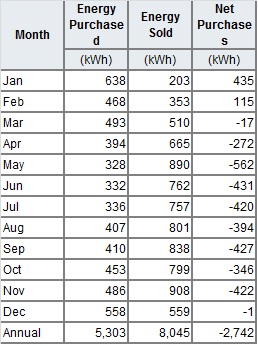 Month Energy Purchased Energy Sold Net Purchases
(kWh) (kWh) (kWh)
Jan 638 203 435
Feb 468 353 115
Mar 493 510 -17
Apr 394 665 -272
May 328 890 -562
Jun 332 762 -431
Jul 336 757 -420
Aug 407 801 -394
Sep 410 838 -427
Oct 453 799 -346
Nov 486 908 -422
Dec 558 559 -1
Annual 5,303 8,045 -2,742